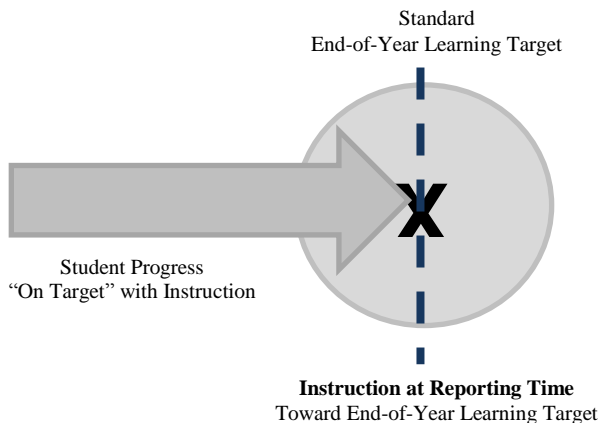 Standard
End-of-Year Learning Target
X
Student Progress
“On Target” with Instruction
Instruction at Reporting Time
Toward End-of-Year Learning Target